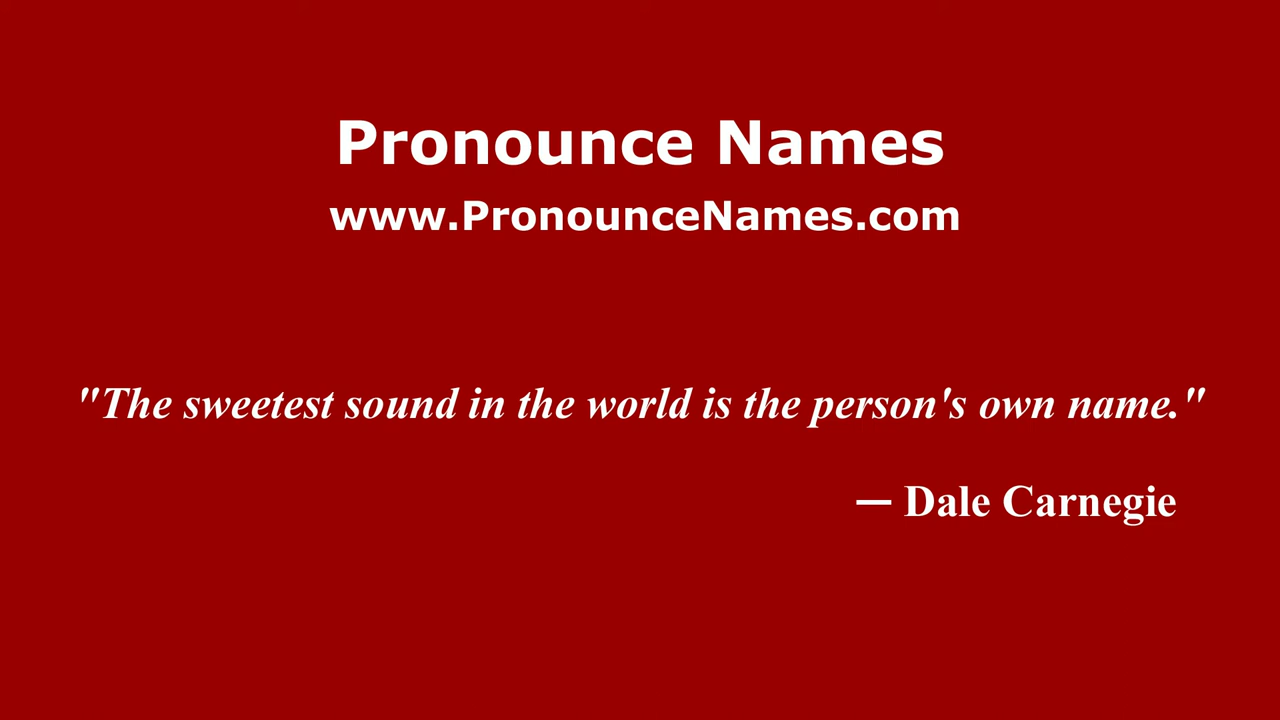 Pronounce Names
www.PronounceNames.com
"The sweetest sound in the world is the person's own name."
— Dale Carnegie